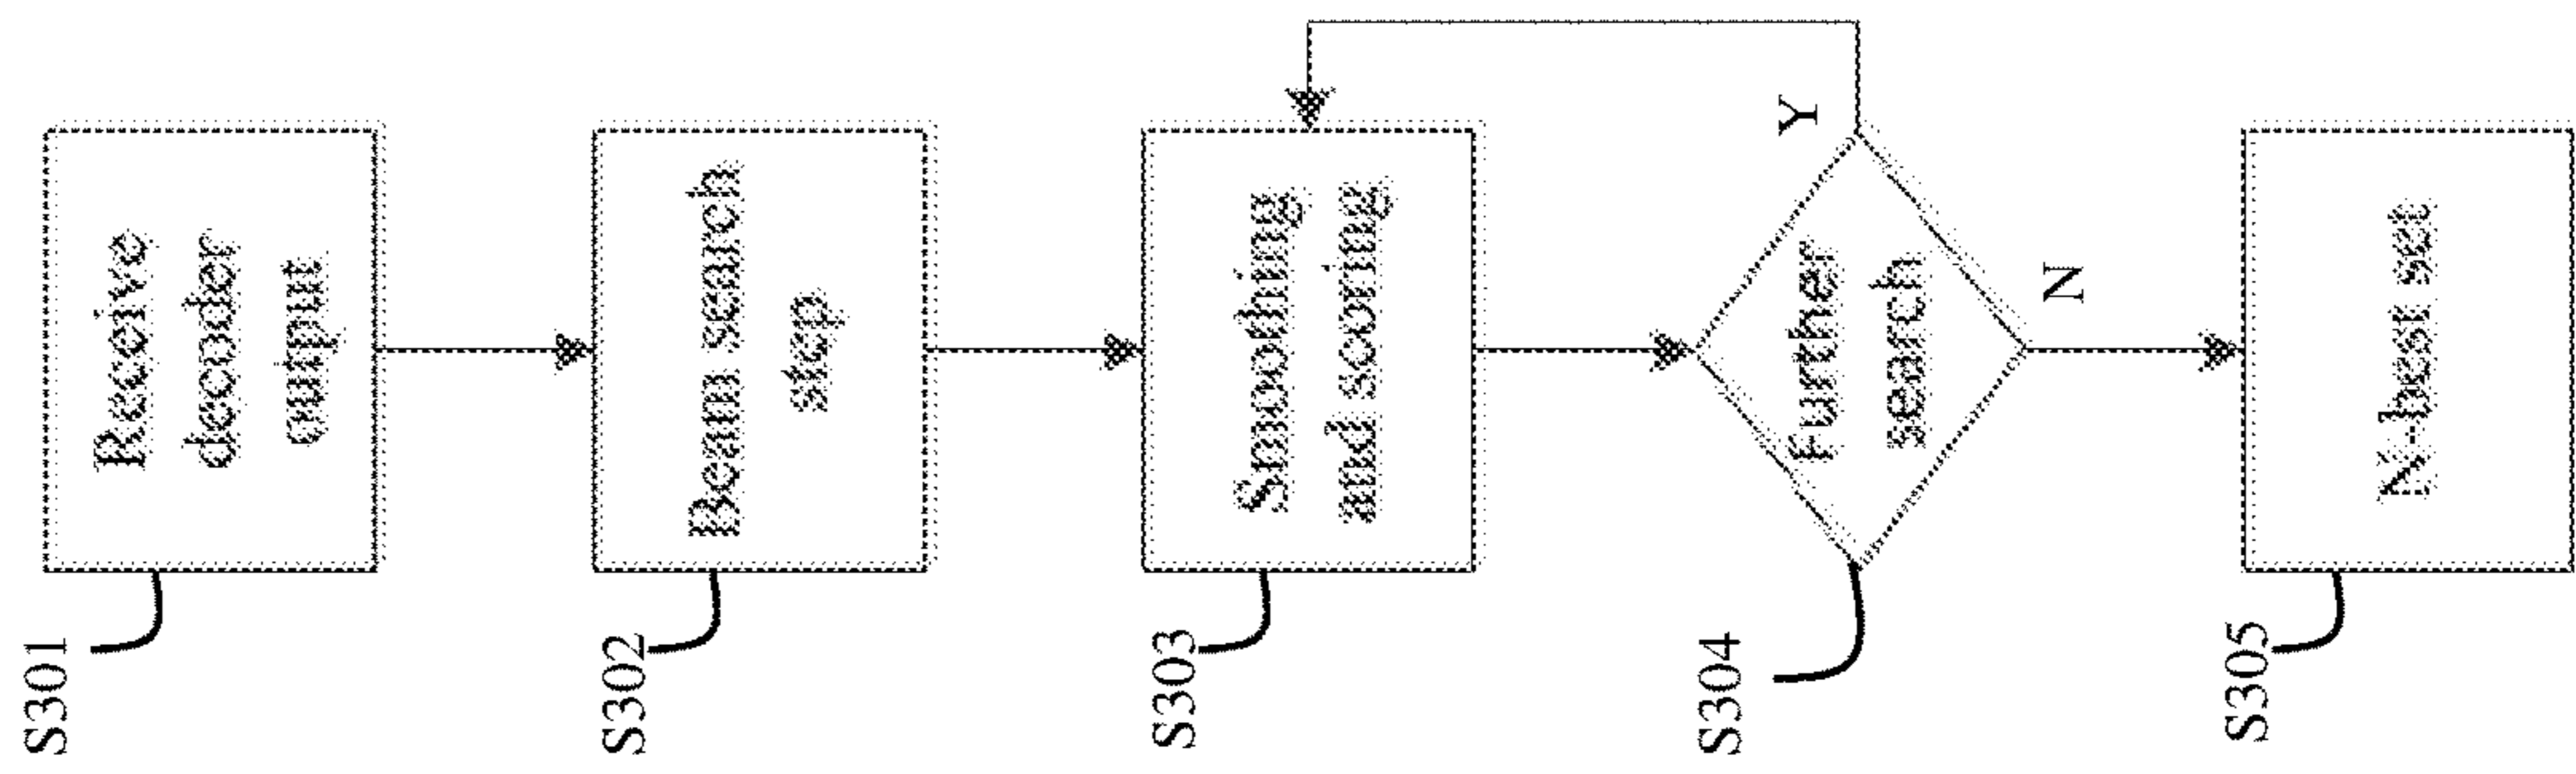 S301
Receive
decoder
output
S302
Beam search
step
S303
Smoothing
and scoring
S304
Further
search
Y
N
S305
N-best set